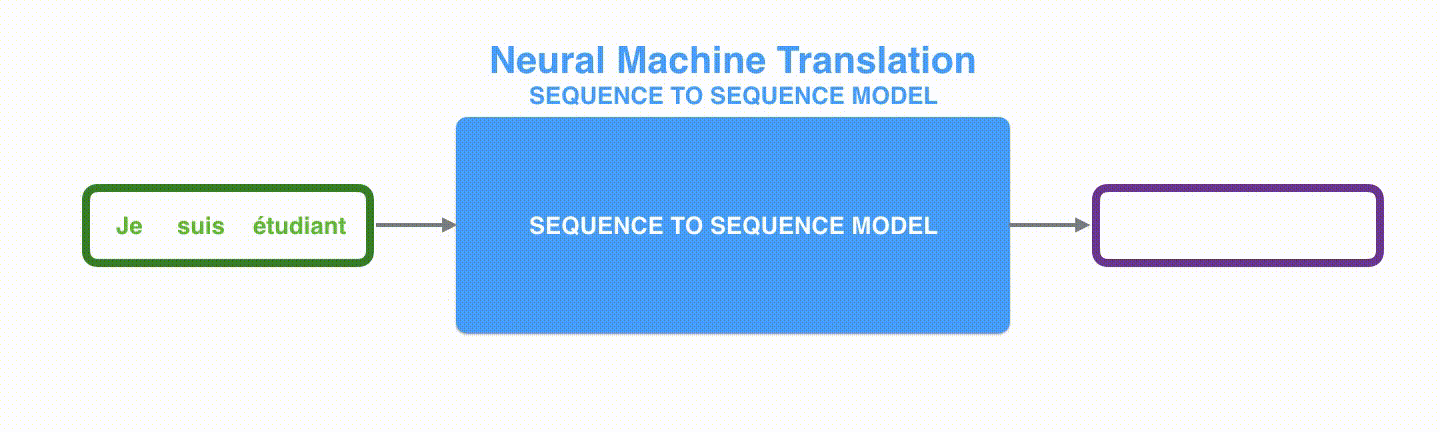 Neural Machine Translation
SEQUENCE TO SEQUENCE MODEL
Je suis étudiant
SEQUENCE TO SEQUENCE MODEL